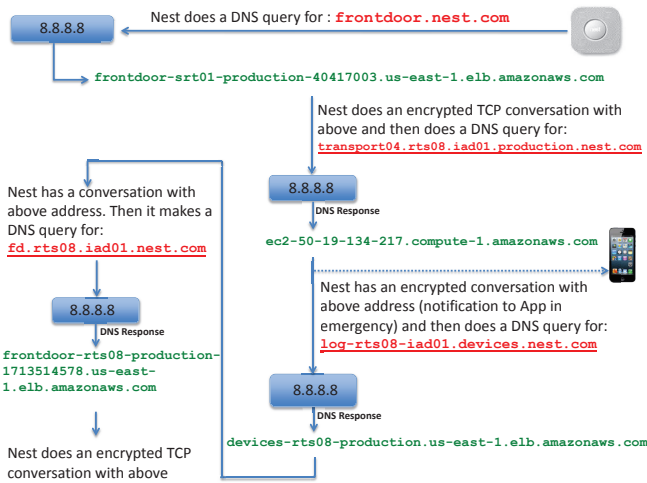 Nest does a DNS query for : frontdoor.nest.com
8.8.8.8
frontdoor-srt01-production-40417003.us-east-1.elb.amazonaws.com
Nest does an encrypted TCP conversation with
above and then does a DNS query for:
transport04.rts08.iad01.production.nest.com
8.8.8.8
DNS Response
ec2-50-19-134-217.compute-1.amazonaws.com
Nest has an encrypted conversation with
above address (notification to App in
emergency) and then does a DNS query for:
log-rts08-iad01.devices.nest.com
8.8.8.8
DNS Response
devices-rts08-production.us-east-1.elb.amazonaws.com
Nest has a conversation with
above address. Then it makes a
DNS query for:
fd.rts08.iad01.nest.com
8.8.8.8
DNS Response
frontdoor-rts08-production-
1713514578.us-east-
1.elb.amazonaws.com
Nest does an encrypted TCP
conversation with above